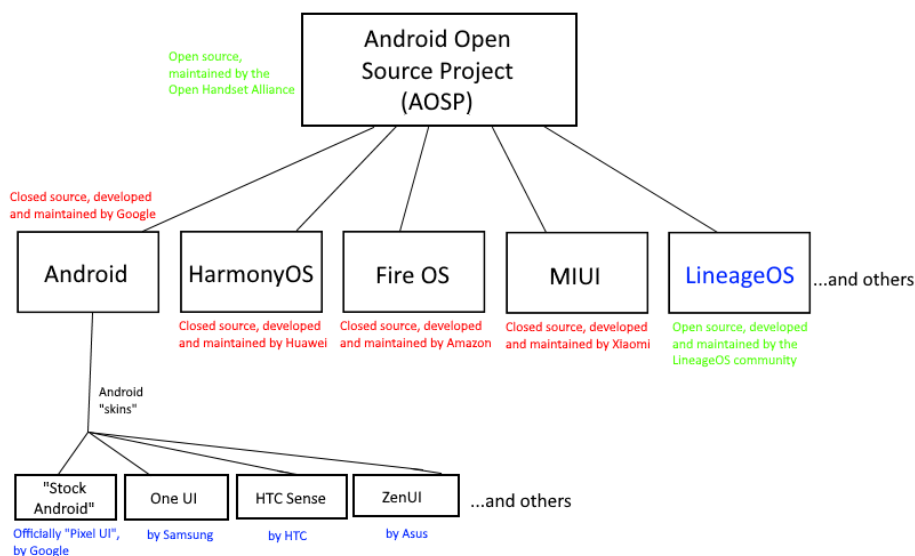 Android Open
Source Project
(AOSP)
Open source,
maintained by the
Open Handset Alliance
Closed source, developed
and maintained by Google
Android
HarmonyOS
Fire OS
MIUI
LineageOS
...and others
Closed source, developed
and maintained by Huawei
Closed source, developed
and maintained by Amazon
Closed source, developed
and maintained by Xiaomi
Open source, developed
and maintained by the
LineageOS community
Android
"skins"
"Stock
Android"
One UI
HTC Sense
ZenUI
...and others
Officially "Pixel UI",
by Google
by Samsung
by HTC
by Asus